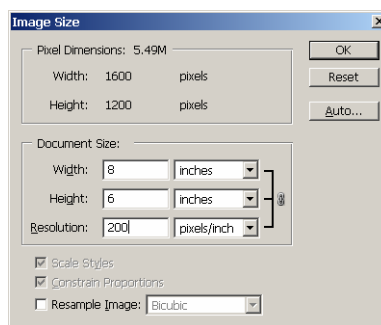 Image Size
Pixel Dimensions: 5.49M
Width: 1600 pixels
Height: 1200 pixels
Document Size:
Width: 8 inches
Height: 6 inches
Resolution: 200 pixels/inch
Scale Styles
Constrain Proportions
Resample Image: Bicubic
OK
Reset
Auto...